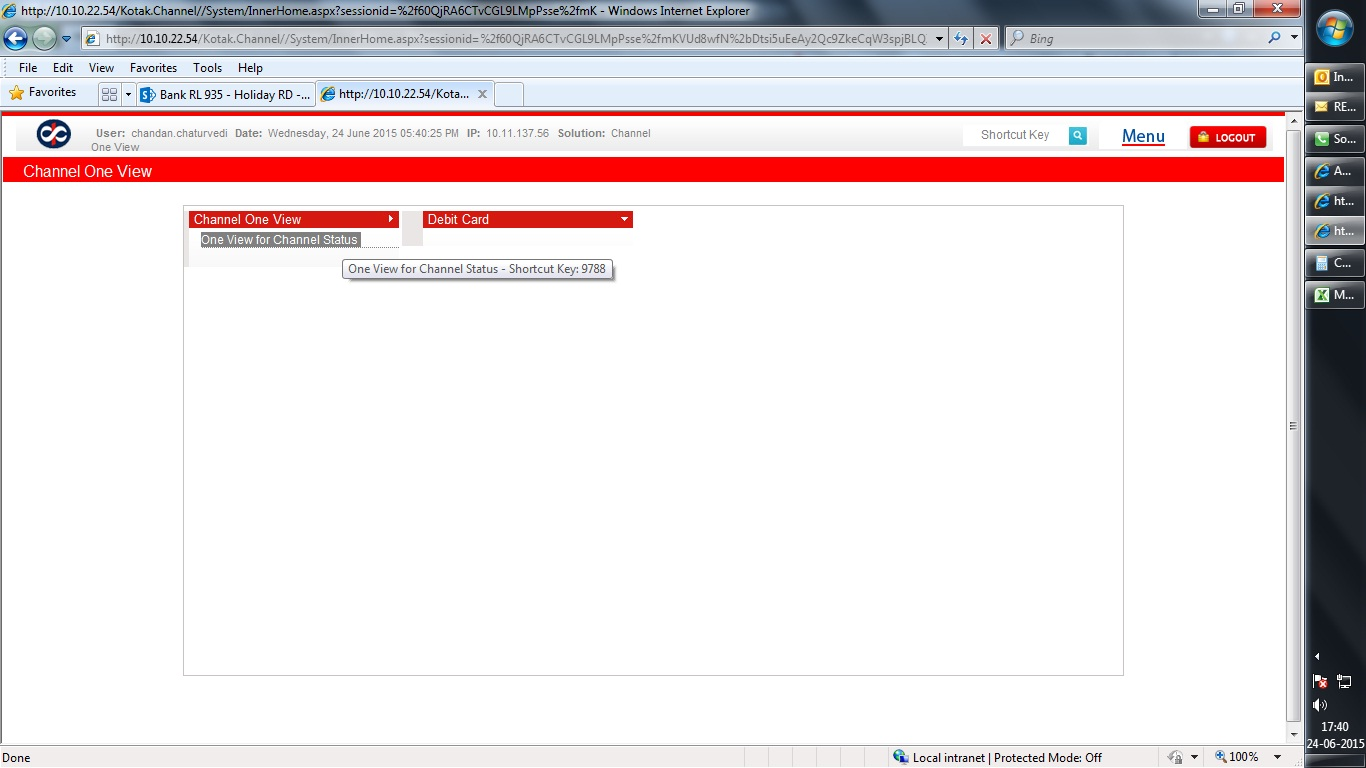 http://10.10.22.54/Kotak.Channel//System/InnerHome.aspx?sessionid=%2f60QjRA6CTvCGL9LMpPsse%2fmK - Windows Internet Explorer
http://10.10.22.54/Kotak.Channel//System/InnerHome.aspx?sessionid=%2f60QjRA6CTvCGL9LMpPsse%2fmKVUd8wfN%2bDtsi5uEeAy2Qc9ZkeCqW3spjBLQ
Bing
File Edit View Favorites Tools Help
Favorites
Bank RL 935 - Holiday RD -...
http://10.10.22.54/Kota...
User: chandan.chaturvedi Date: Wednesday, 24 June 2015 05:40:25 PM IP: 10.11.137.56 Solution: Channel
One View
Shortcut Key
Menu
LOGOUT
Channel One View
Channel One View
Debit Card
One View for Channel Status
One View for Channel Status - Shortcut Key: 9788
Done
Local intranet | Protected Mode: Off
100%
In...
RE...
So...
A...
ht...
ht...
C...
M...
17:40
24-06-2015